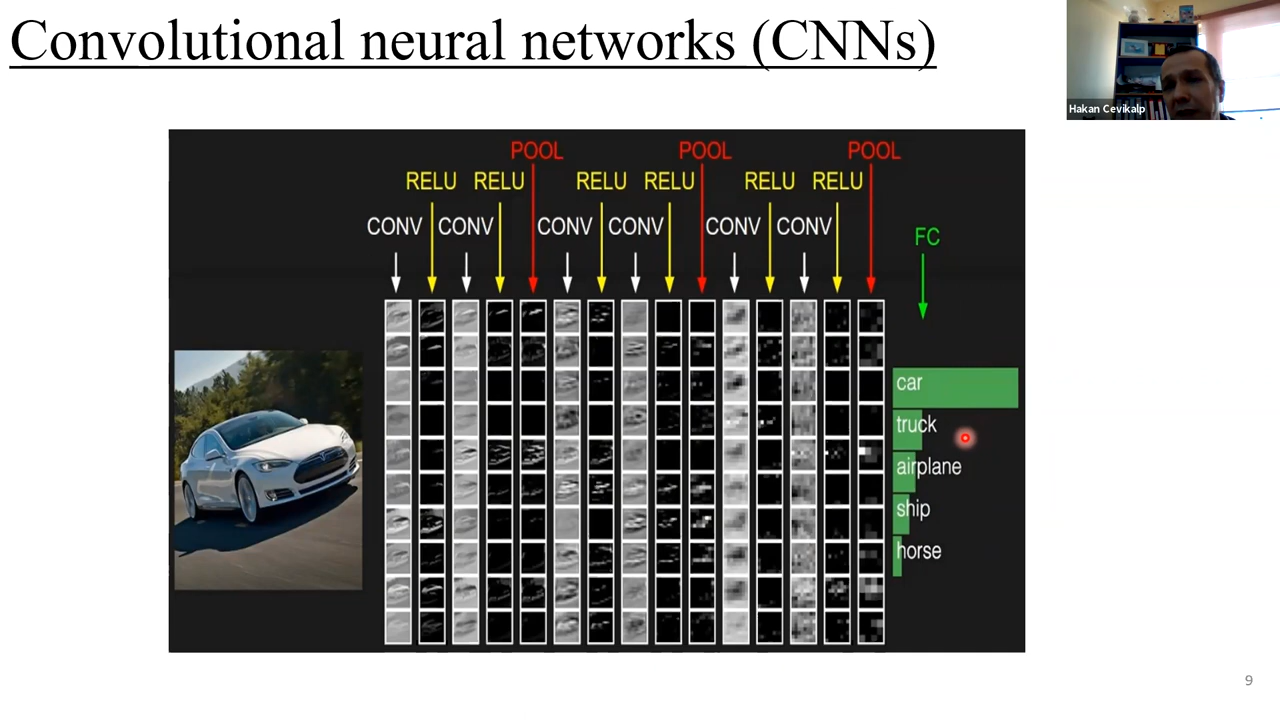 Convolutional neural networks (CNNs)
Hakan Cevikalp
POOL POOL POOL
RELU RELU RELU RELU RELU RELU
CONV CONV CONV CONV CONV CONV
FC
car
truck
airplane
ship
horse
9